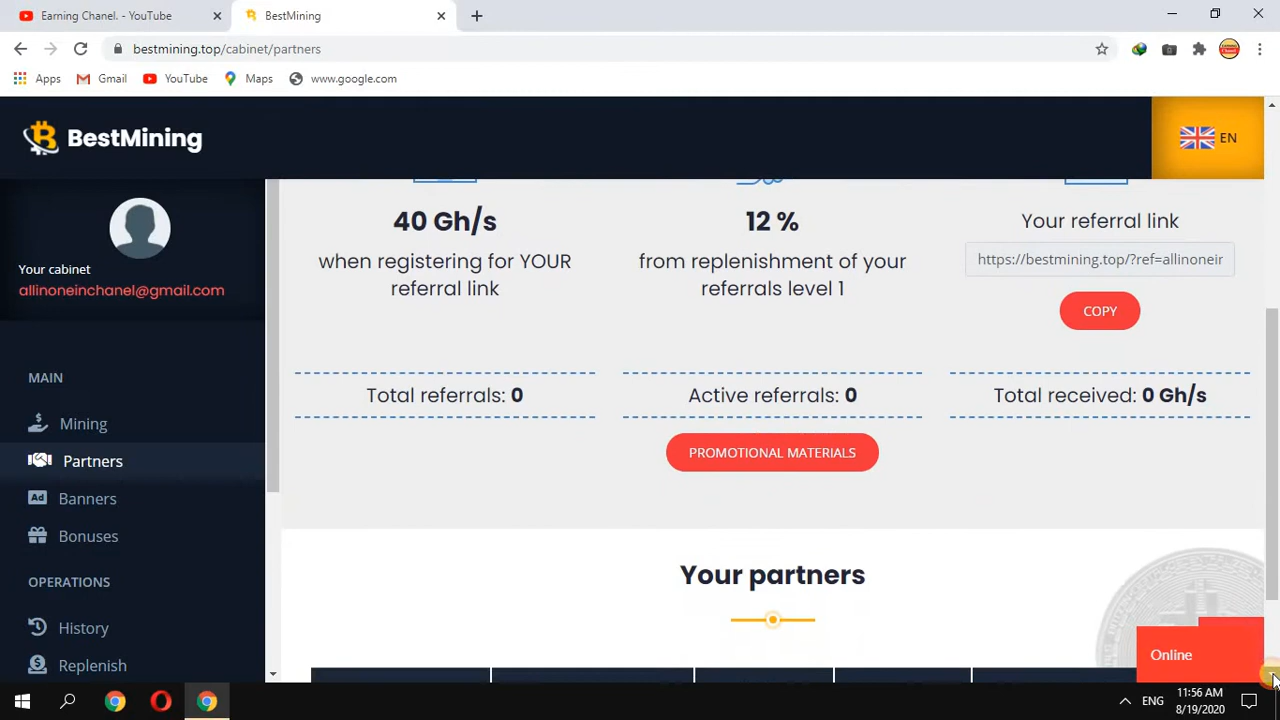 Earning Chanel. - YouTube
BestMining
bestmining.top/cabinet/partners
Apps
Gmail
YouTube
Maps
www.google.com
BestMining
EN
Your cabinet
allinoneinchanel@gmail.com
MAIN
Mining
Partners
Ad
Banners
Bonuses
OPERATIONS
History
Replenish
40 Gh/s
when registering for YOUR
referral link
12 %
from replenishment of your
referrals level 1
Your referral link
https://bestmining.top/?ref=allinoneir
COPY
Total referrals: 0
Active referrals: 0
Total received: 0 Gh/s
PROMOTIONAL MATERIALS
Your partners
Online
ENG
11:56 AM
8/19/2020